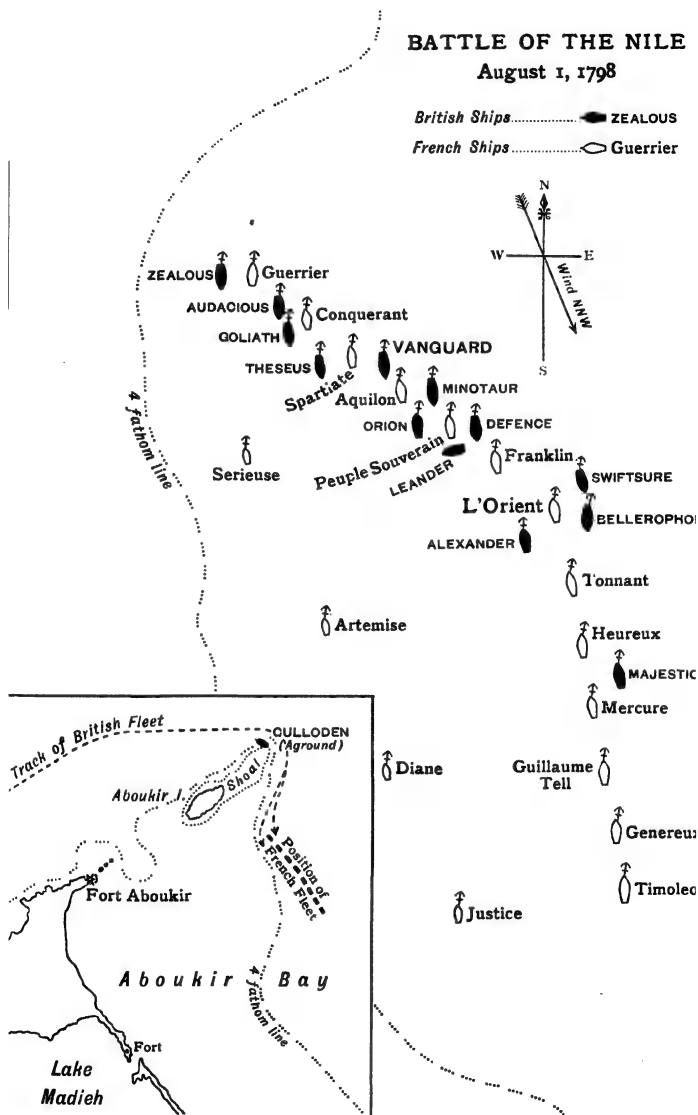 BATTLE OF THE NILE
August 1, 1798
British Ships............ ZEALOUS
French Ships............ Guerrier
N
W E
Wind NNW
S
ZEALOUS Guerrier
AUDACIOUS
Conquerant
GOLIATH
VANGUARD
THESEUS
Spartiate
Aquilon MINOTAUR
4 fathom line
ORION DEFENCE
Peuple Souverain
LEANDER
Franklin
Serieuse
SWIFTSURE
L'Orient
BELLEROPHO
ALEXANDER
Tonnant
Artemise
Heureux
MAJESTIC
Mercure
Diane
Guillaume
Tell
Genereux
Timoleo
Justice
Track of British Fleet
CULLODEN
(Aground)
Aboukir I.
Shoal
Position of
French Fleet
Fort Aboukir
Aboukir Bay
4 fathom line
Fort
Lake
Madieh